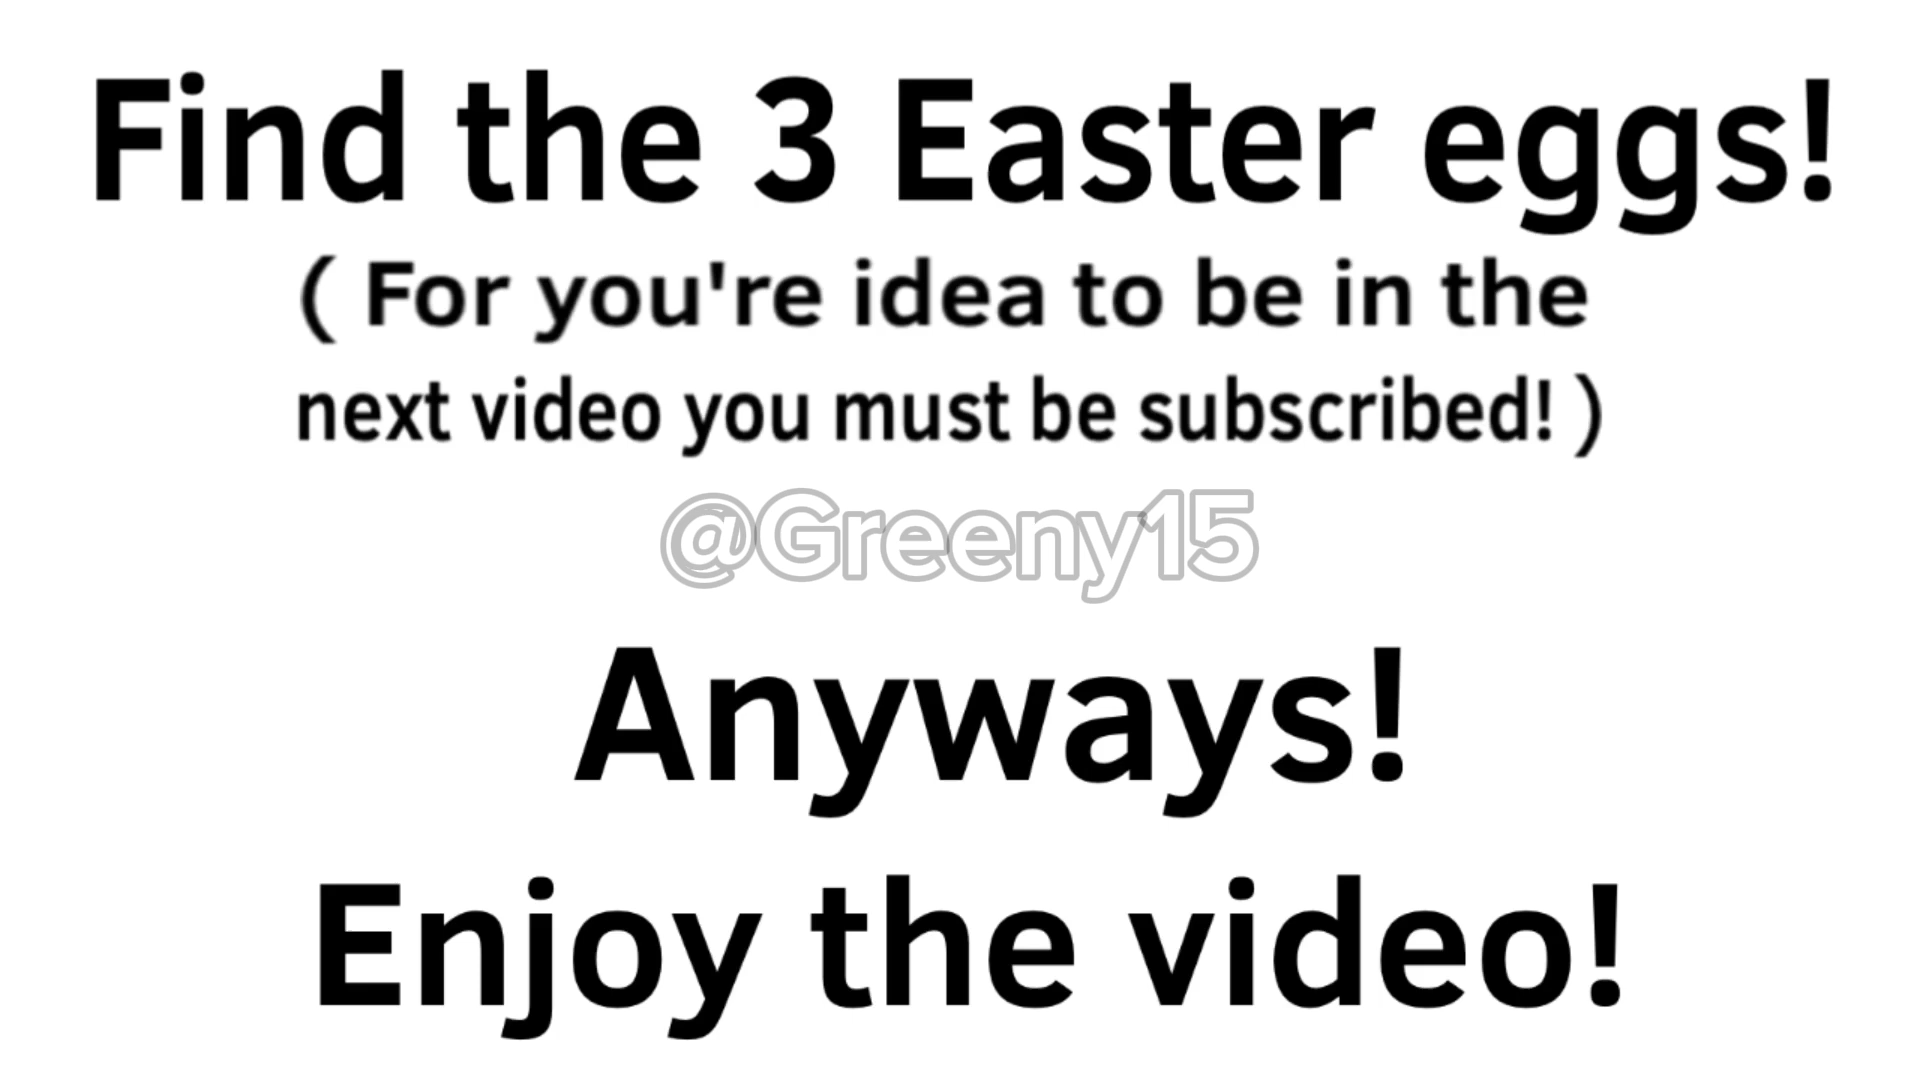 Find the 3 Easter eggs!
( For you're idea to be in the
next video you must be subscribed! )
@Greeny15
Anyways!
Enjoy the video!